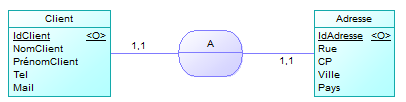 Client
IdClient <O>
NomClient
PrénomClient
Tel
Mail
1,1
A
1,1
Adresse
IdAdresse <O>
Rue
CP
Ville
Pays